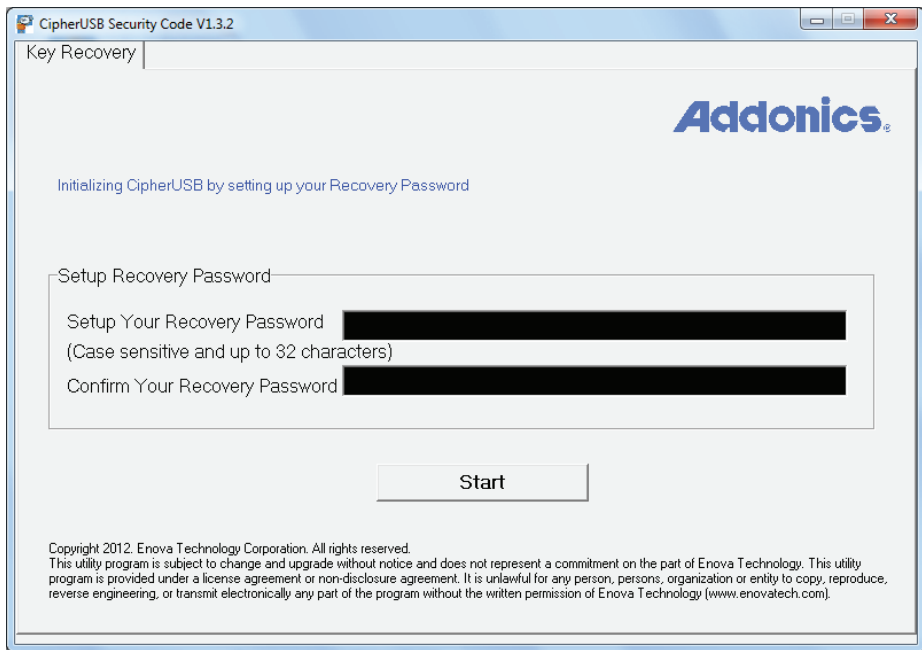 CipherUSB Security Code V1.3.2
Key Recovery
Addonics®
Initializing CipherUSB by setting up your Recovery Password
Setup Recovery Password
Setup Your Recovery Password
(Case sensitive and up to 32 characters)
Confirm Your Recovery Password
Start
Copyright 2012. Enova Technology Corporation. All rights reserved.
This utility program is subject to change and upgrade without notice and does not represent a commitment on the part of Enova Technology. This utility
program is provided under a license agreement or non-disclosure agreement. It is unlawful for any person, persons, organization or entity to copy, reproduce,
reverse engineering, or transmit electronically any part of the program without the written permission of Enova Technology (www.enovatech.com).